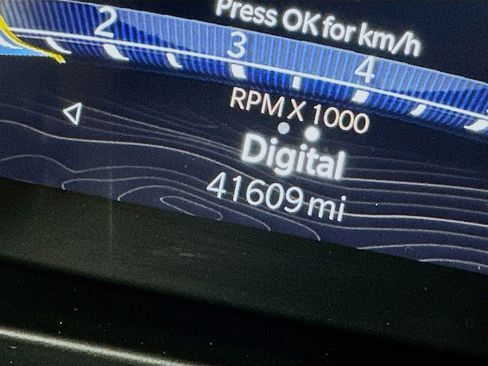 Press OK for km/h
2 3 4
RPM X 1000
Digital
41609 mi